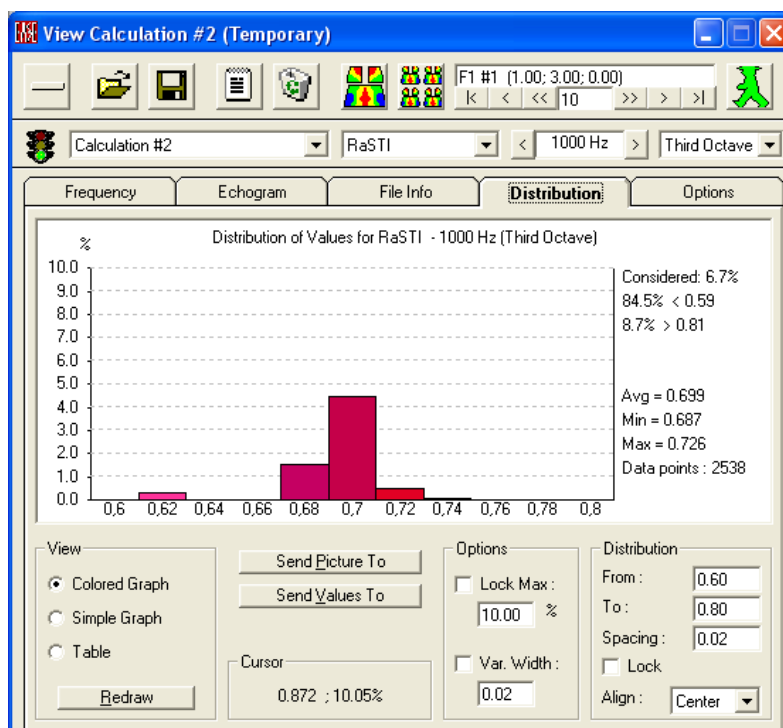 EASE View Calculation #2 (Temporary)
F1 #1 (1.00; 3.00; 0.00)
|< < << 10 >> > >|
Calculation #2 RaSTI < 1000 Hz > Third Octave
Frequency Echogram File Info Distribution Options
Distribution of Values for RaSTI - 1000 Hz (Third Octave)
%
10.0
9.0
8.0
7.0
6.0
5.0
4.0
3.0
2.0
1.0
0.0
0,6 0,62 0,64 0,66 0,68 0,7 0,72 0,74 0,76 0,78 0,8
Considered: 6.7%
84.5% < 0.59
8.7% > 0.81
Avg = 0.699
Min = 0.687
Max = 0.726
Data points : 2538
View
Colored Graph
Simple Graph
Table
Redraw
Send Picture To
Send Values To
Cursor
0.872 ; 10.05%
Options
Lock Max :
10.00 %
Var. Width :
0.02
Distribution
From : 0.60
To : 0.80
Spacing : 0.02
Lock
Align : Center